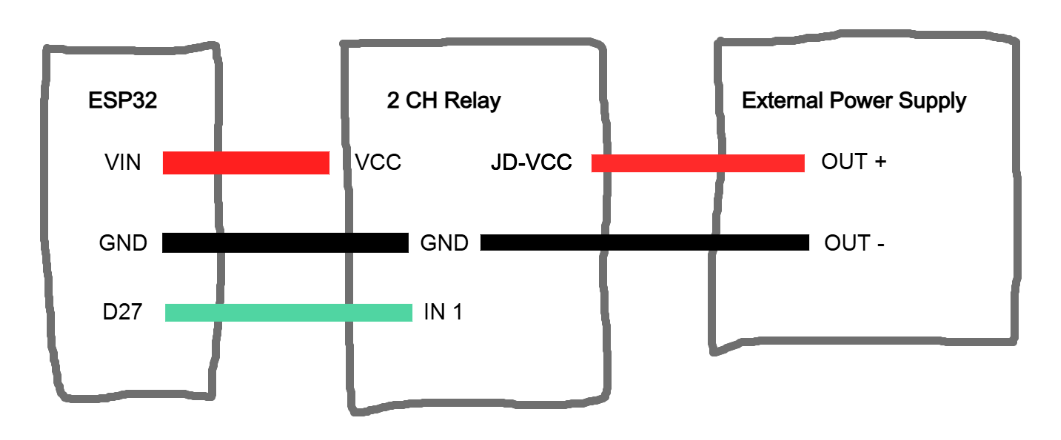 ESP32
2 CH Relay
External Power Supply
VIN
VCC
JD-VCC
OUT +
GND
GND
OUT -
D27
IN 1